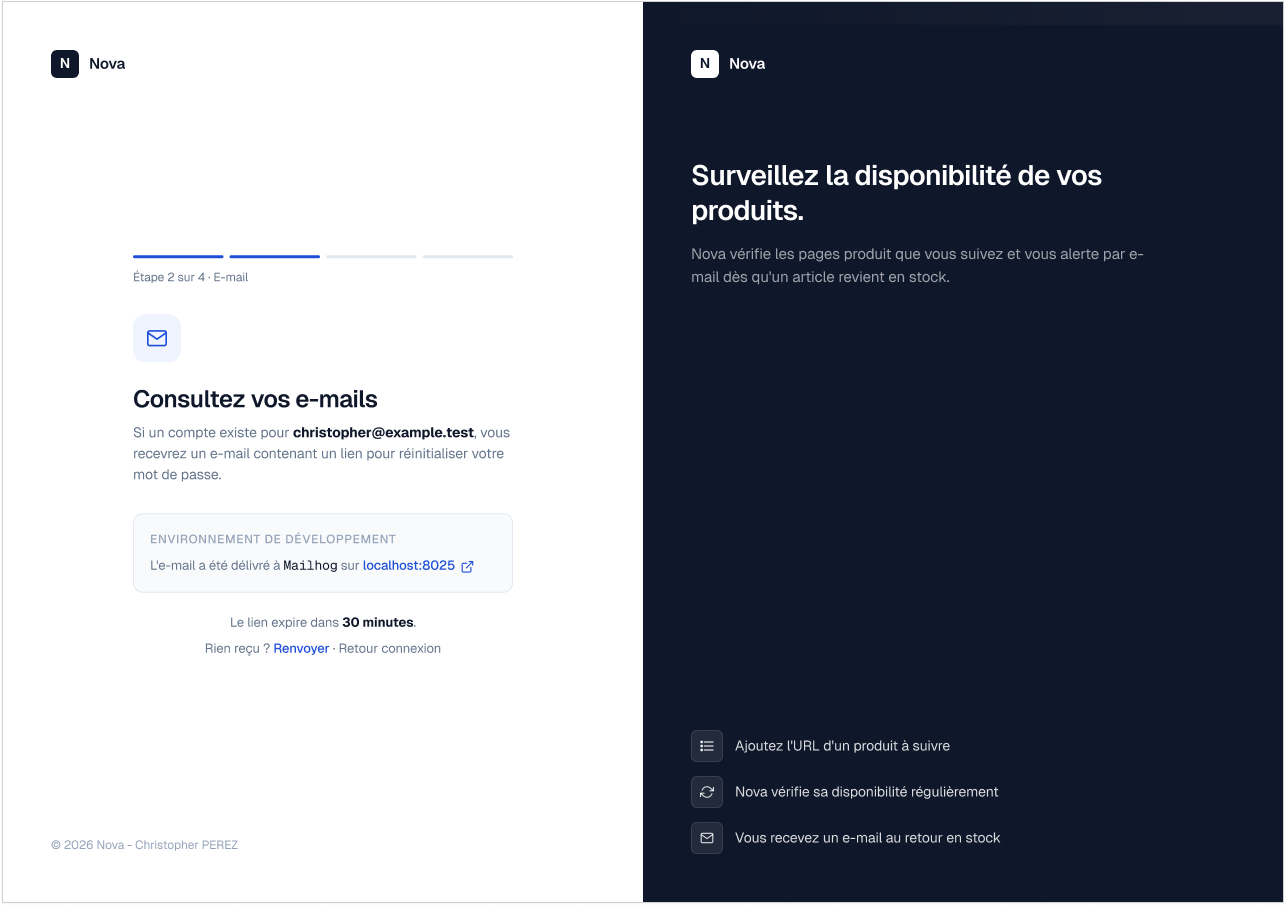 N Nova
Étape 2 sur 4 · E-mail
Consultez vos e-mails
Si un compte existe pour christopher@example.test, vous
recevrez un e-mail contenant un lien pour réinitialiser votre
mot de passe.
ENVIRONNEMENT DE DÉVELOPPEMENT
L'e-mail a été délivré à Mailhog sur localhost:8025
Le lien expire dans 30 minutes.
Rien reçu ? Renvoyer · Retour connexion
© 2026 Nova - Christopher PEREZ
N Nova
Surveillez la disponibilité de vos
produits.
Nova vérifie les pages produit que vous suivez et vous alerte par e-
mail dès qu'un article revient en stock.
Ajoutez l'URL d'un produit à suivre
Nova vérifie sa disponibilité régulièrement
Vous recevez un e-mail au retour en stock